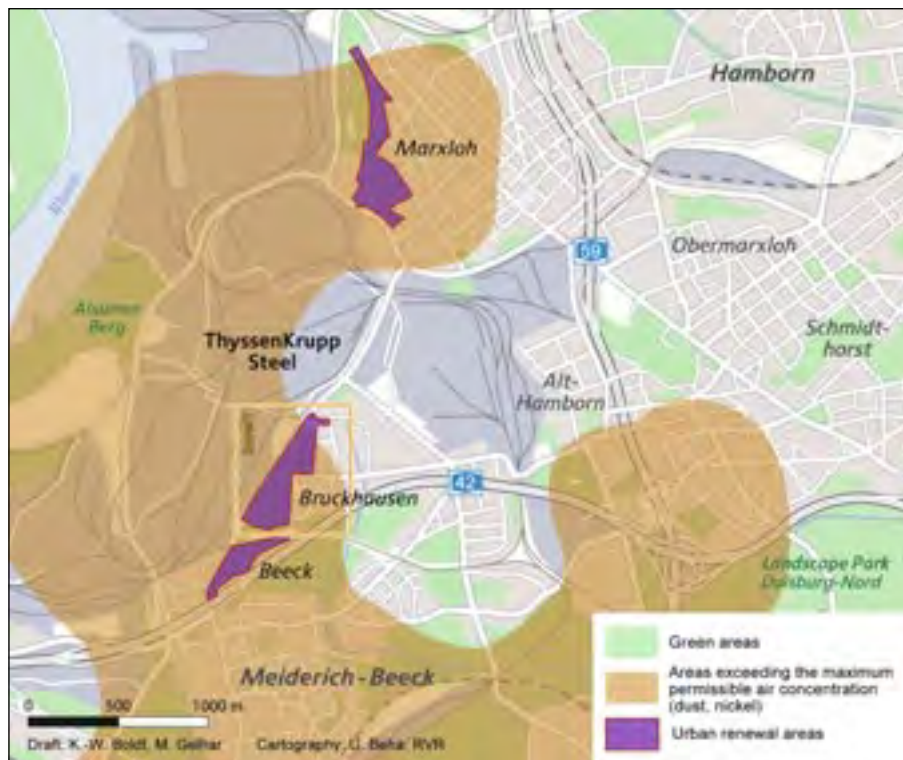 Hamborn
Marxloh
Rhine
59
Obermarxloh
Alsumer
Berg
ThyssenKrupp
Steel
Schmidt-
horst
Alt-
Hamborn
42
Bruckhausen
Beeck
Landscape Park
Duisburg-Nord
Meiderich-Beeck
Green areas
Areas exceeding the maximum
permissible air concentration
(dust, nickel)
Urban renewal areas
0 500 1000 m
Draft: K.-W. Boldt, M. Gelhar Cartography: U. Beha: RVR